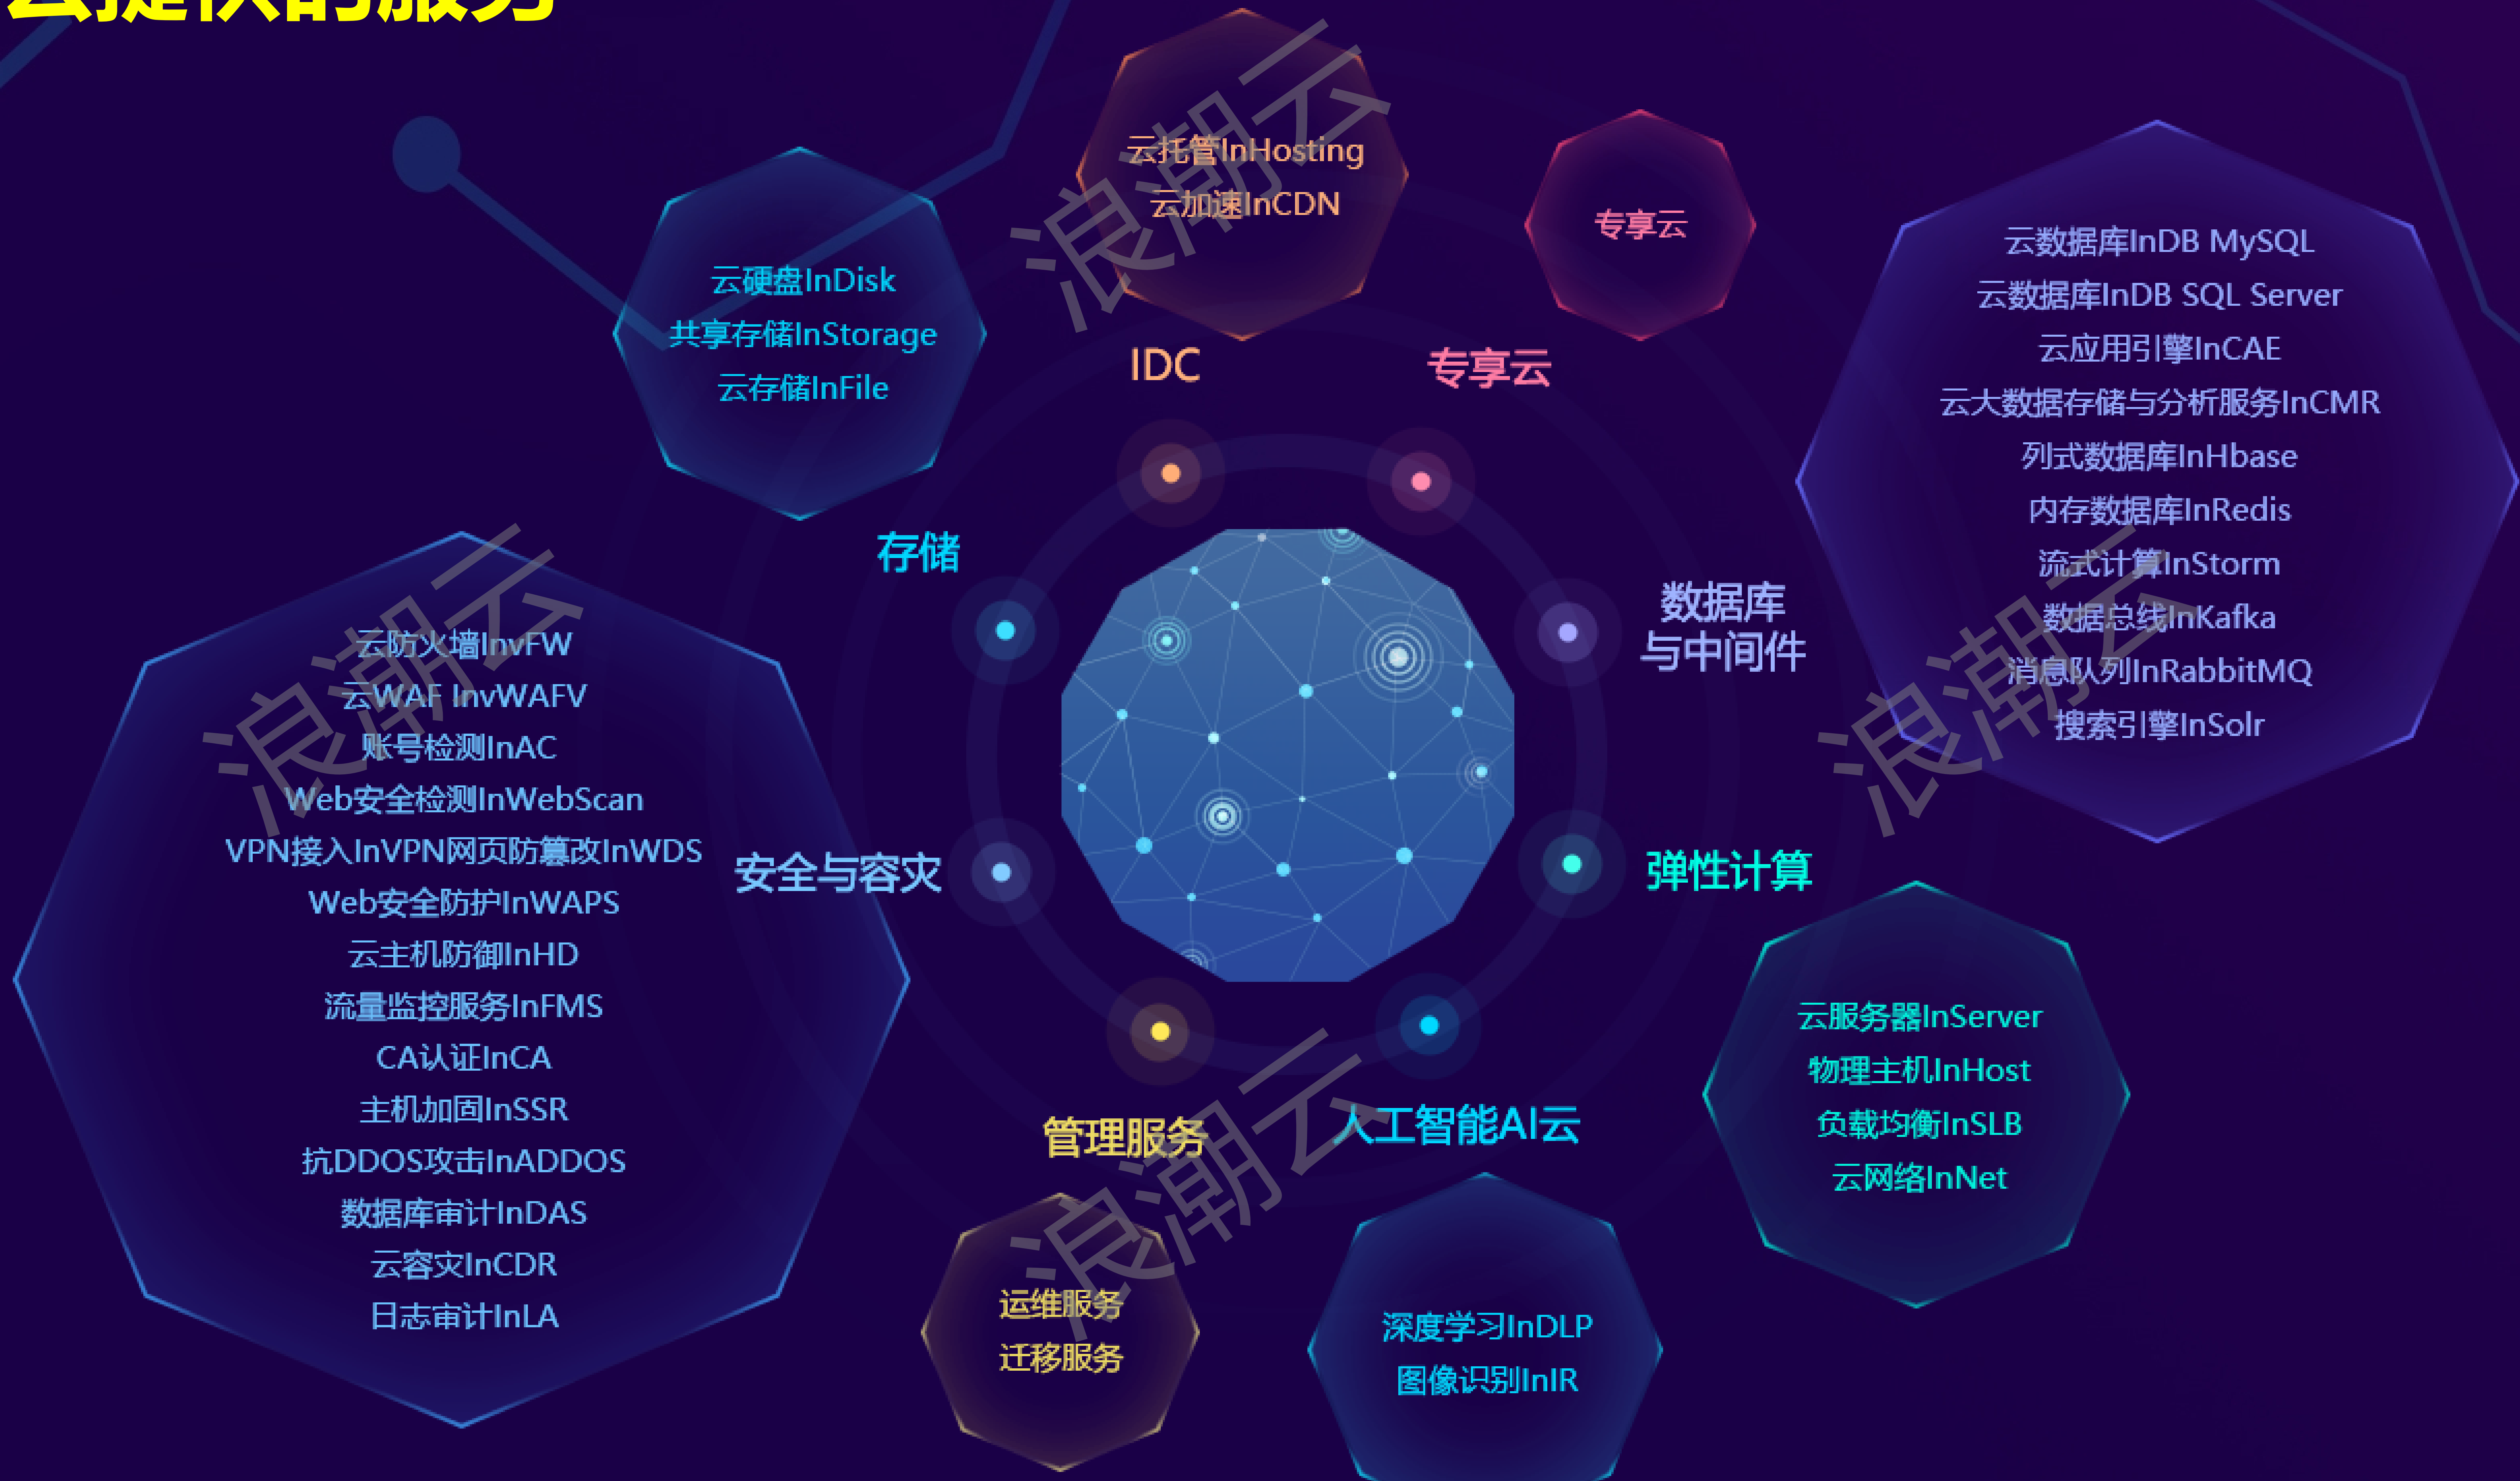 云提供的服务
云托管InHosting
云加速InCDN
IDC
专享云
专享云
云硬盘InDisk
共享存储InStorage
云存储InFile
存储
云数据库InDB MySQL
云数据库InDB SQL Server
云应用引擎InCAE
云大数据存储与分析服务InCMR
列式数据库InHbase
内存数据库InRedis
流式计算InStorm
数据总线InKafka
消息队列InRabbitMQ
搜索引擎InSolr
数据库
与中间件
云防火墙InvFW
云WAF InvWAFV
账号检测InAC
Web安全检测InWebScan
VPN接入InVPN网页防篡改InWDS
Web安全防护InWAPS
云主机防御InHD
流量监控服务InFMS
CA认证InCA
主机加固InSSR
抗DDOS攻击InADDOS
数据库审计InDAS
云容灾InCDR
日志审计InLA
安全与容灾
弹性计算
云服务器InServer
物理主机InHost
负载均衡InSLB
云网络InNet
管理服务
运维服务
迁移服务
人工智能AI云
深度学习InDLP
图像识别InIR
浪潮云
浪潮云
浪潮云
浪潮云